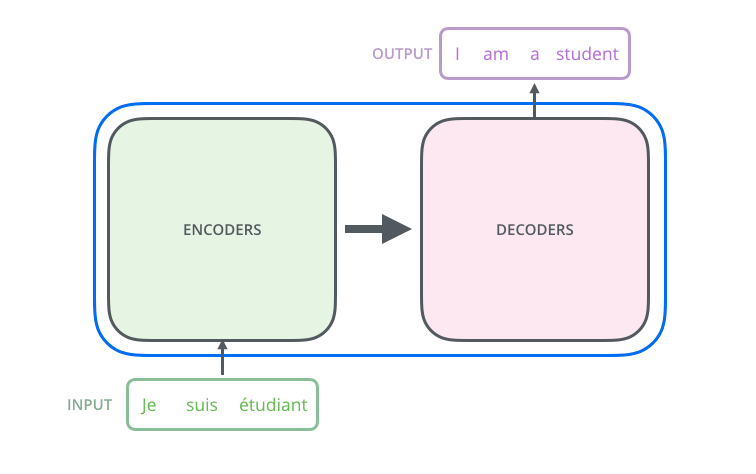 OUTPUT I am a student
ENCODERS DECODERS
INPUT Je suis étudiant